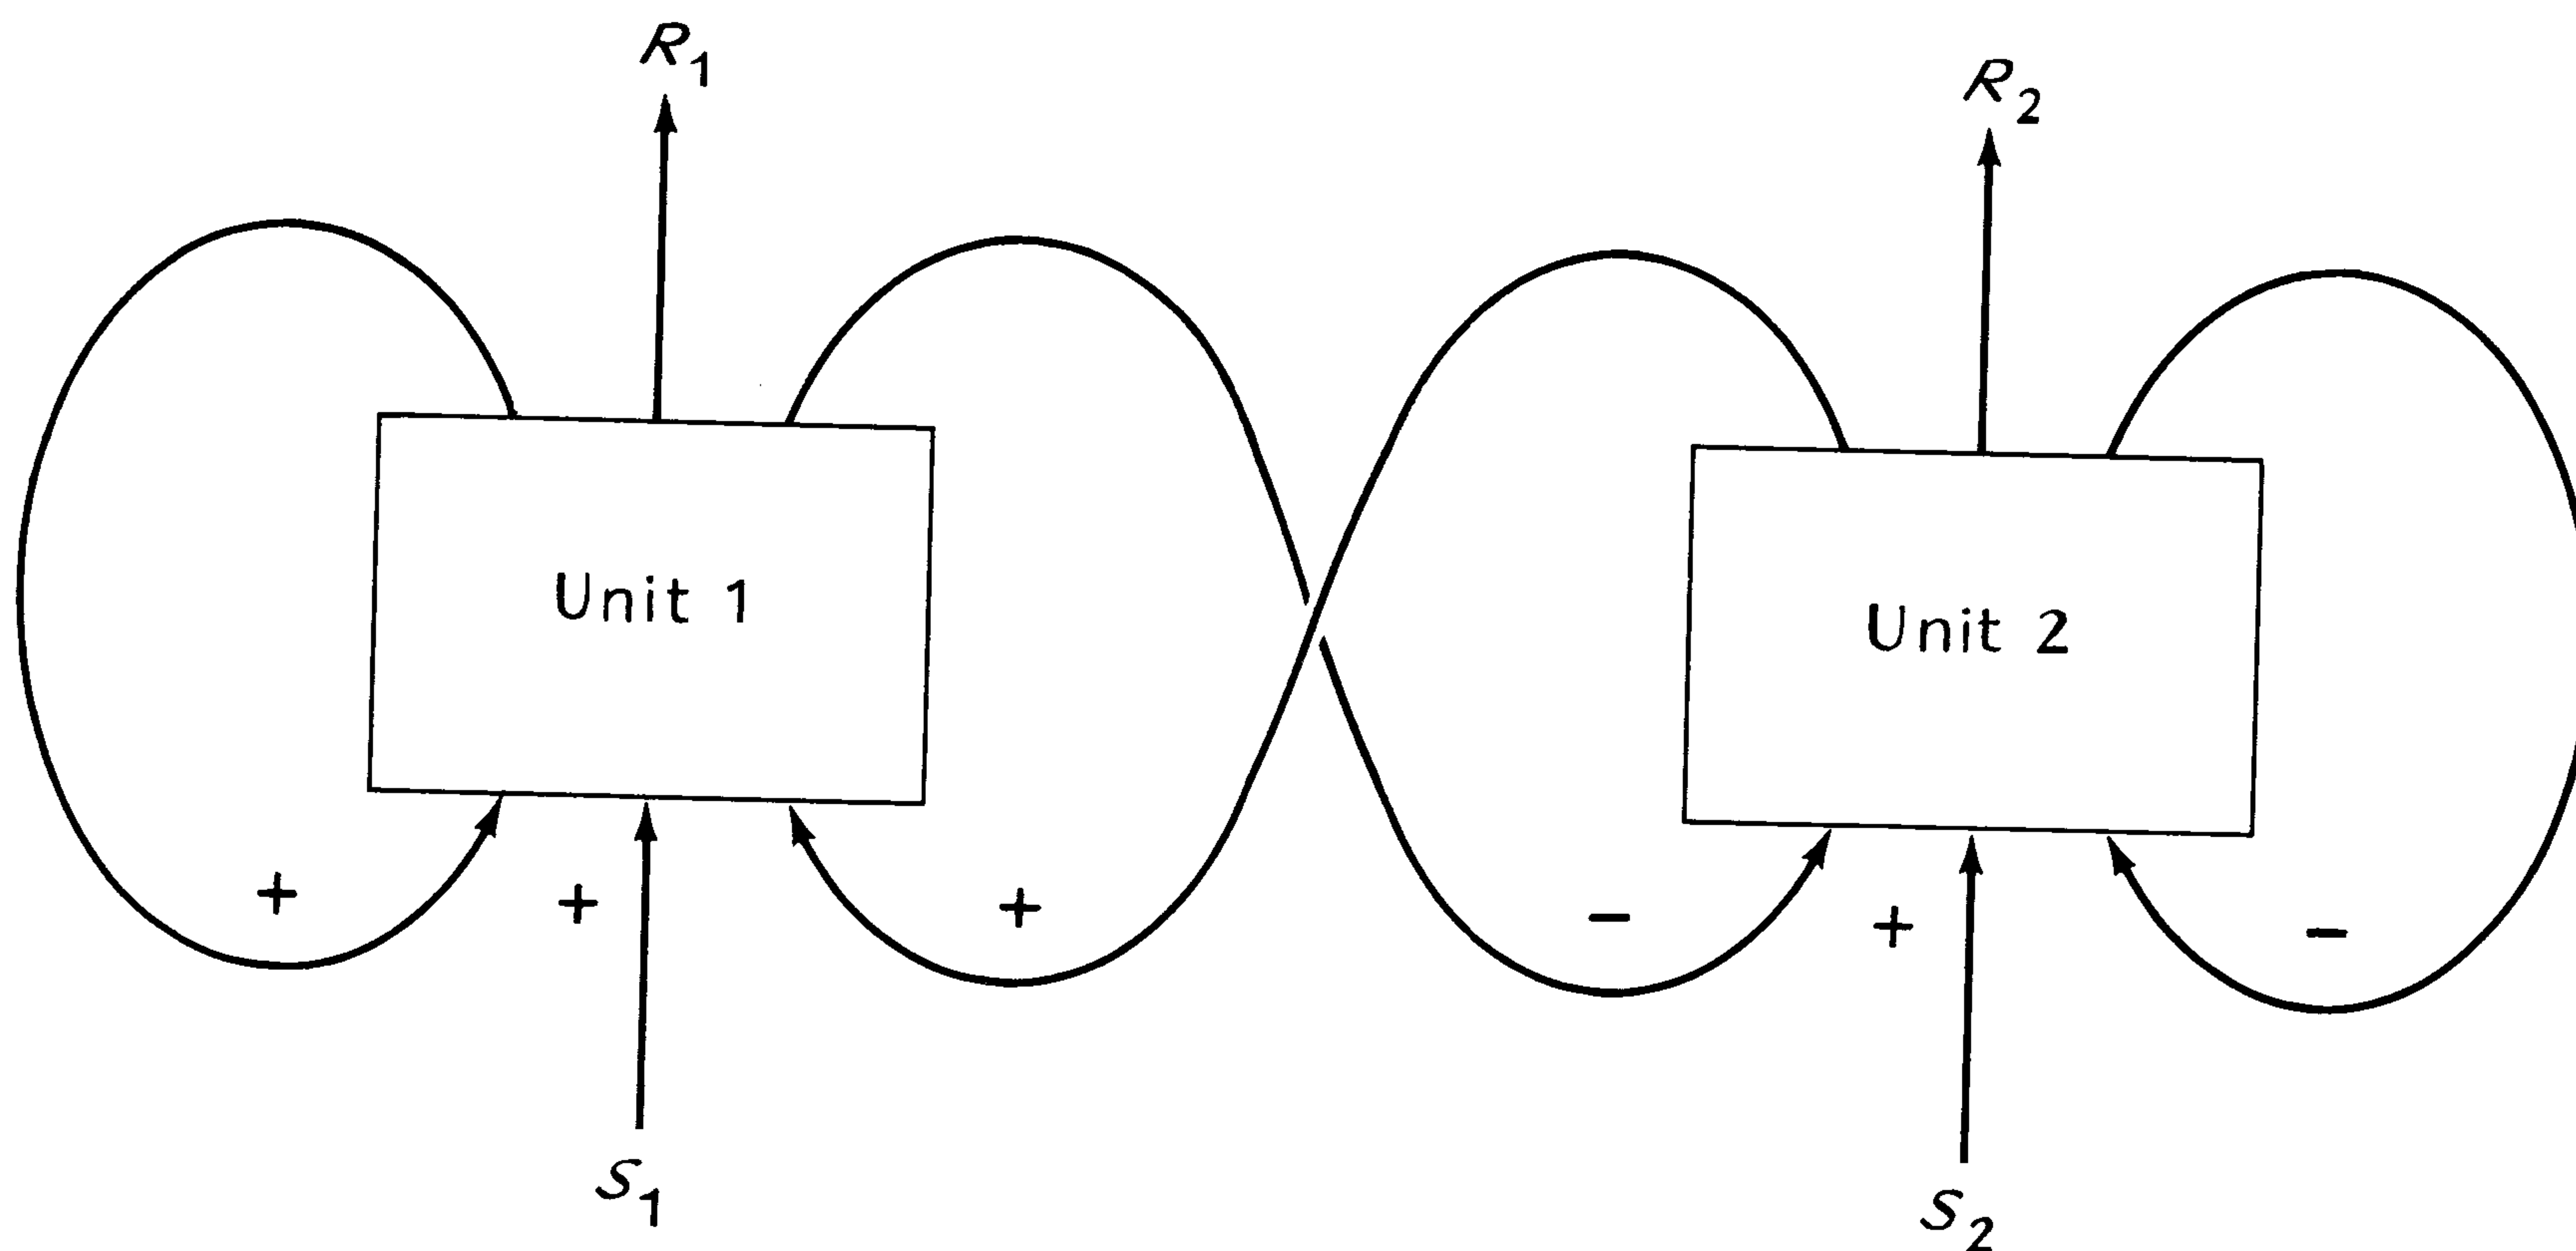 R₁
R₂
Unit 1
Unit 2
+ + + − + −
S₁
S₂